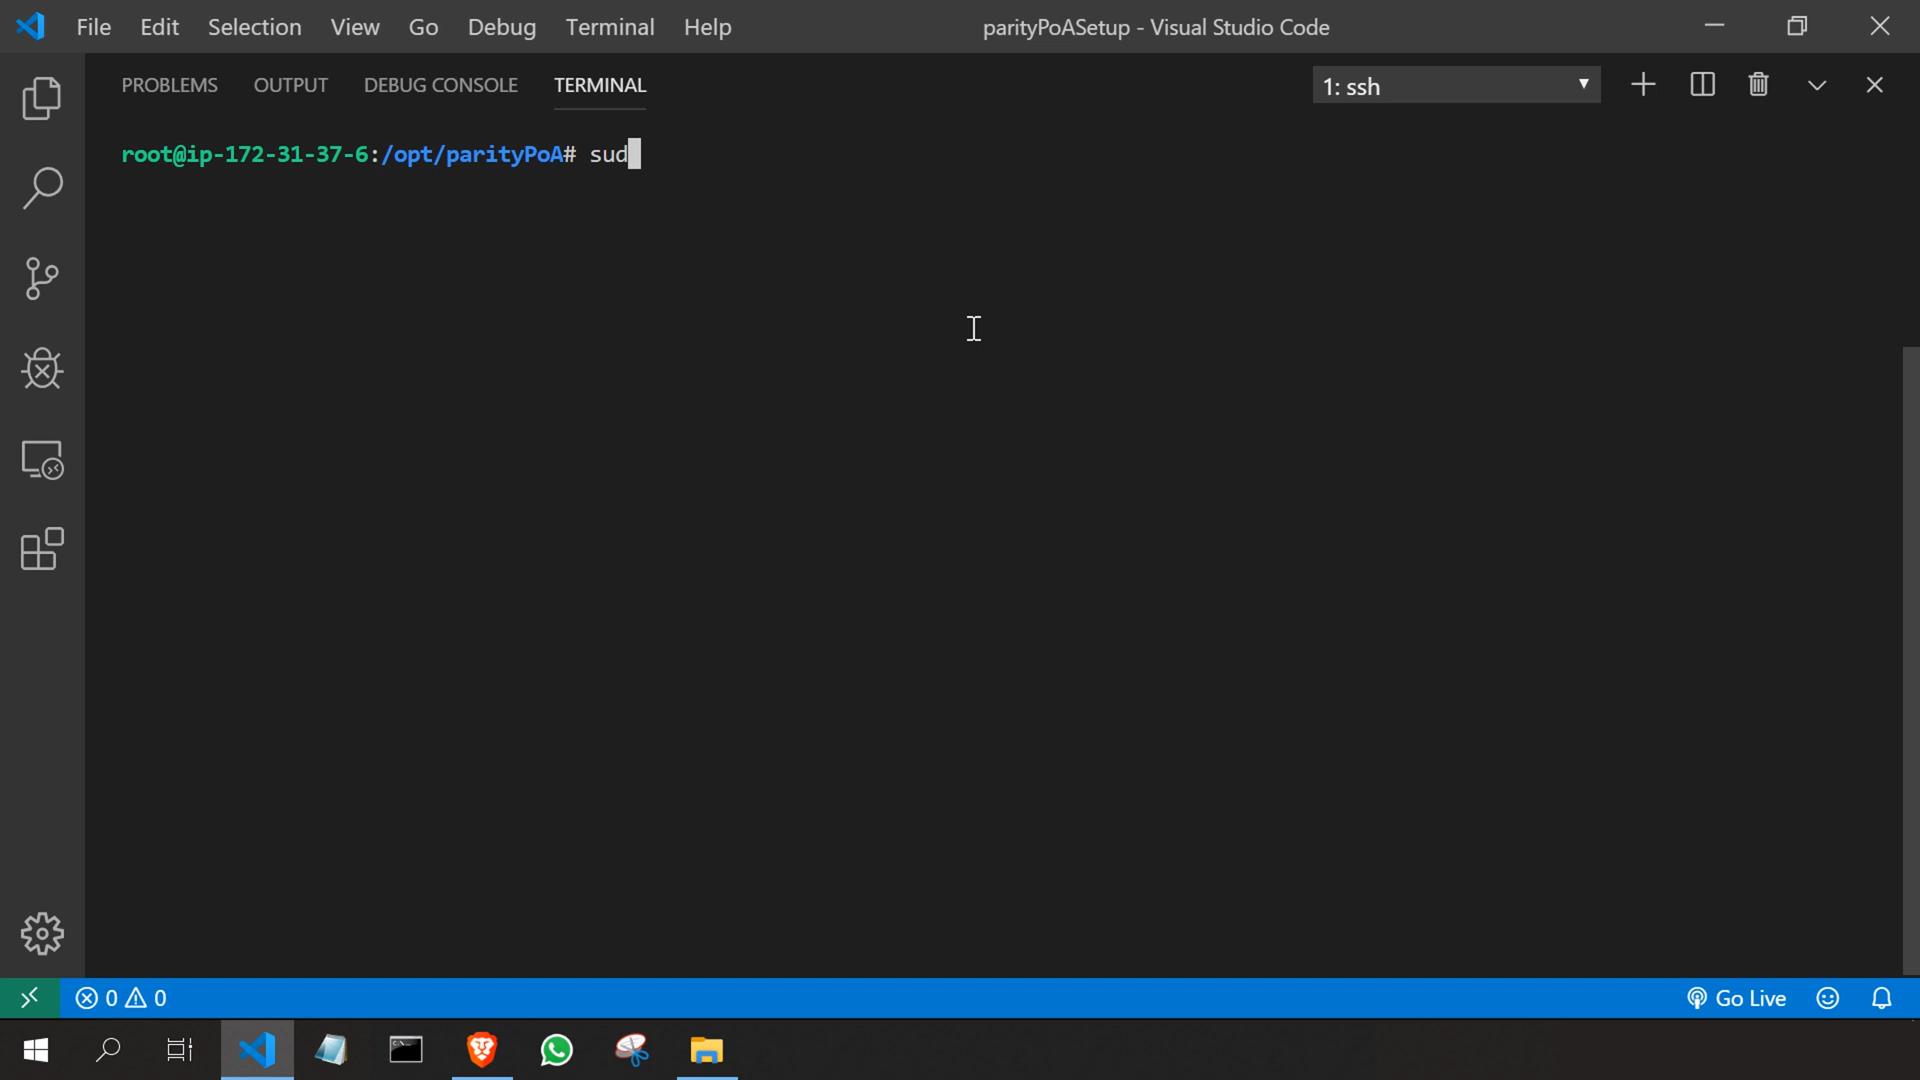 File Edit Selection View Go Debug Terminal Help parityPoASetup - Visual Studio Code
PROBLEMS OUTPUT DEBUG CONSOLE TERMINAL 1: ssh
root@ip-172-31-37-6:/opt/parityPoA# sud
0 0 Go Live